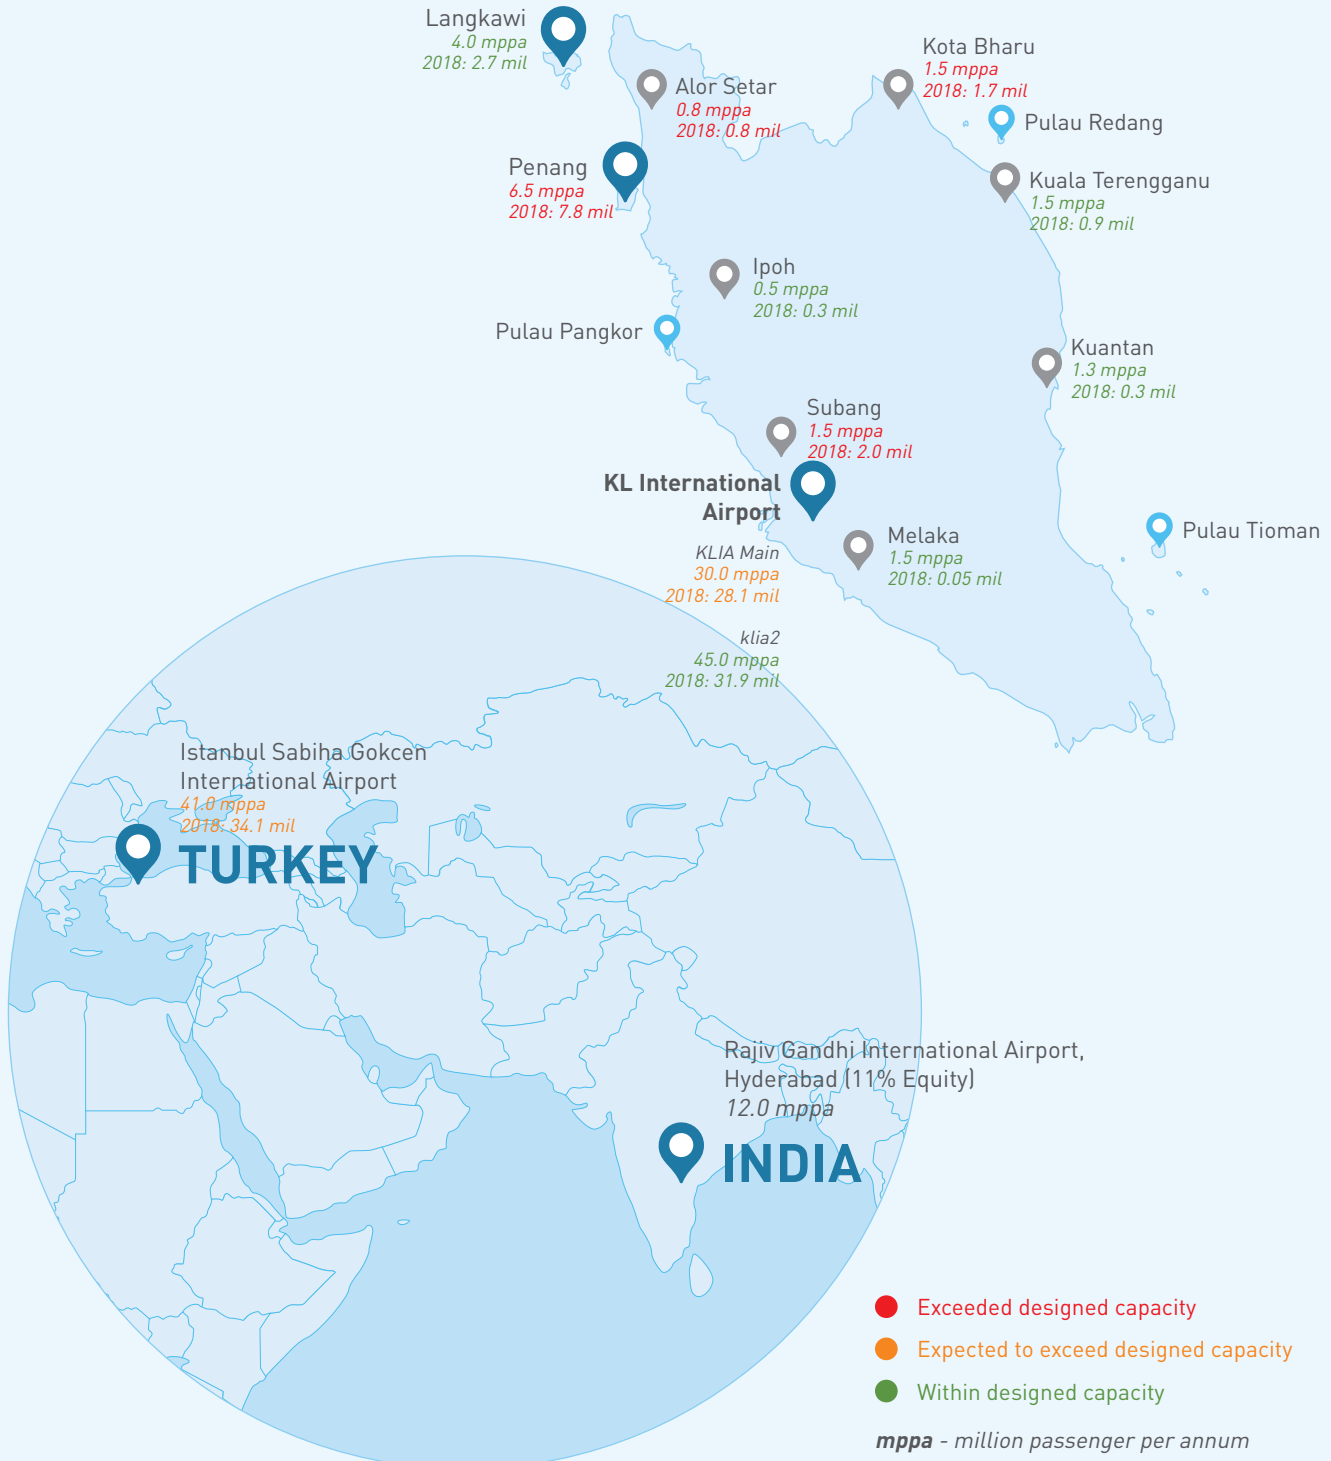 Langkawi
4.0 mppa
2018: 2.7 mil
Alor Setar
0.8 mppa
2018: 0.8 mil
Kota Bharu
1.5 mppa
2018: 1.7 mil
Pulau Redang
Penang
6.5 mppa
2018: 7.8 mil
Kuala Terengganu
1.5 mppa
2018: 0.9 mil
Ipoh
0.5 mppa
2018: 0.3 mil
Pulau Pangkor
Kuantan
1.3 mppa
2018: 0.3 mil
Subang
1.5 mppa
2018: 2.0 mil
KL International
Airport
KLIA Main
30.0 mppa
2018: 28.1 mil
klia2
45.0 mppa
2018: 31.9 mil
Melaka
1.5 mppa
2018: 0.05 mil
Pulau Tioman
Istanbul Sabiha Gokcen
International Airport
41.0 mppa
2018: 34.1 mil
TURKEY
Rajiv Gandhi International Airport,
Hyderabad (11% Equity)
12.0 mppa
INDIA
Exceeded designed capacity
Expected to exceed designed capacity
Within designed capacity
mppa - million passenger per annum